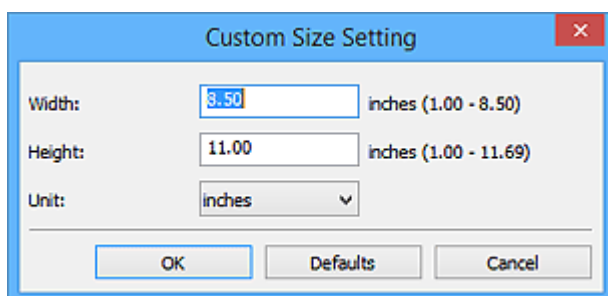 Custom Size Setting
Width: 8.50 inches (1.00 - 8.50)
Height: 11.00 inches (1.00 - 11.69)
Unit: inches
OK Defaults Cancel